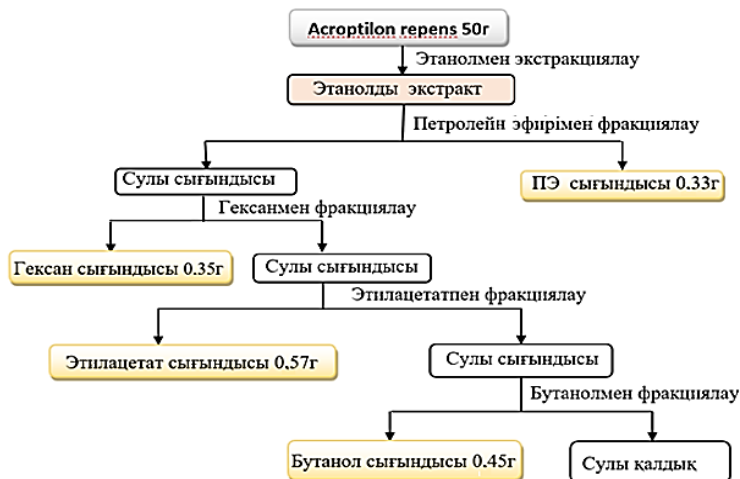 Acroptilon repens 50г
Этанолмен экстракциялау
Этанолды экстракт
Петролейн эфирімен фракциялау
Сулы сығындысы
ПЭ сығындысы 0.33г
Гексанмен фракциялау
Гексан сығындысы 0.35г
Сулы сығындысы
Этилацетатпен фракциялау
Этилацетат сығындысы 0.57г
Сулы сығындысы
Бутанолмен фракциялау
Бутанол сығындысы 0.45г
Сулы қалдық